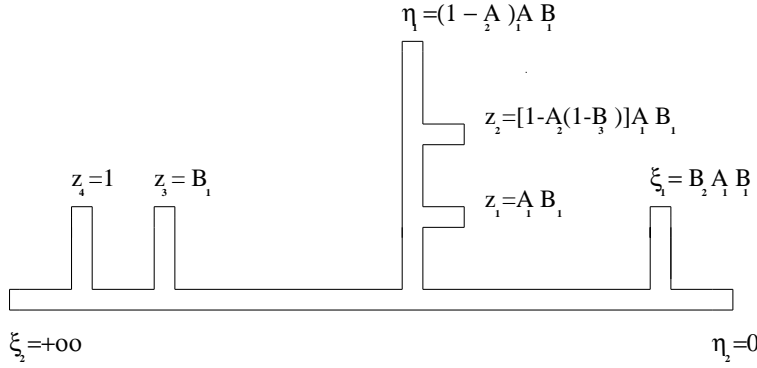 η₁=(1 − A₂)A₁B₁
z₂=[1-A₂(1-B₃)]A₁B₁
z₄=1
z₃=B₁
z₁=A₁B₁
ξ₁=B₂A₁B₁
ξ₂=+oo
η₂=0